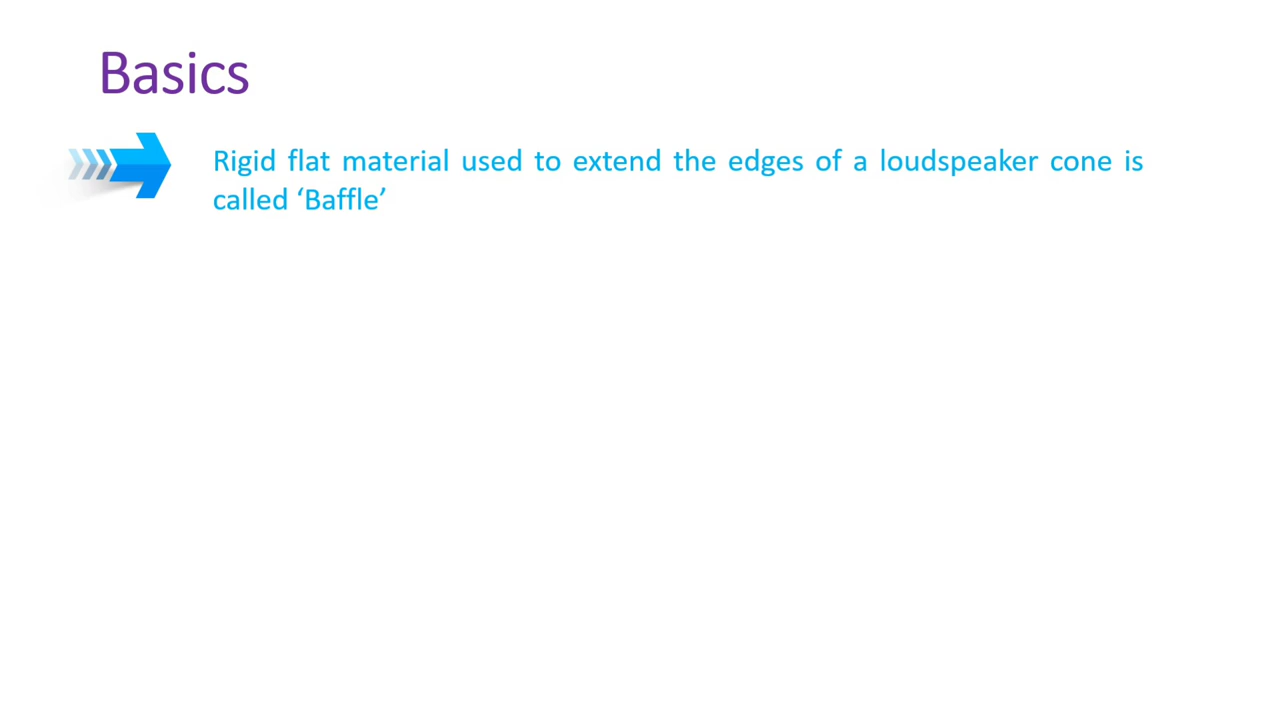 Basics
Rigid flat material used to extend the edges of a loudspeaker cone is
called ‘Baffle’